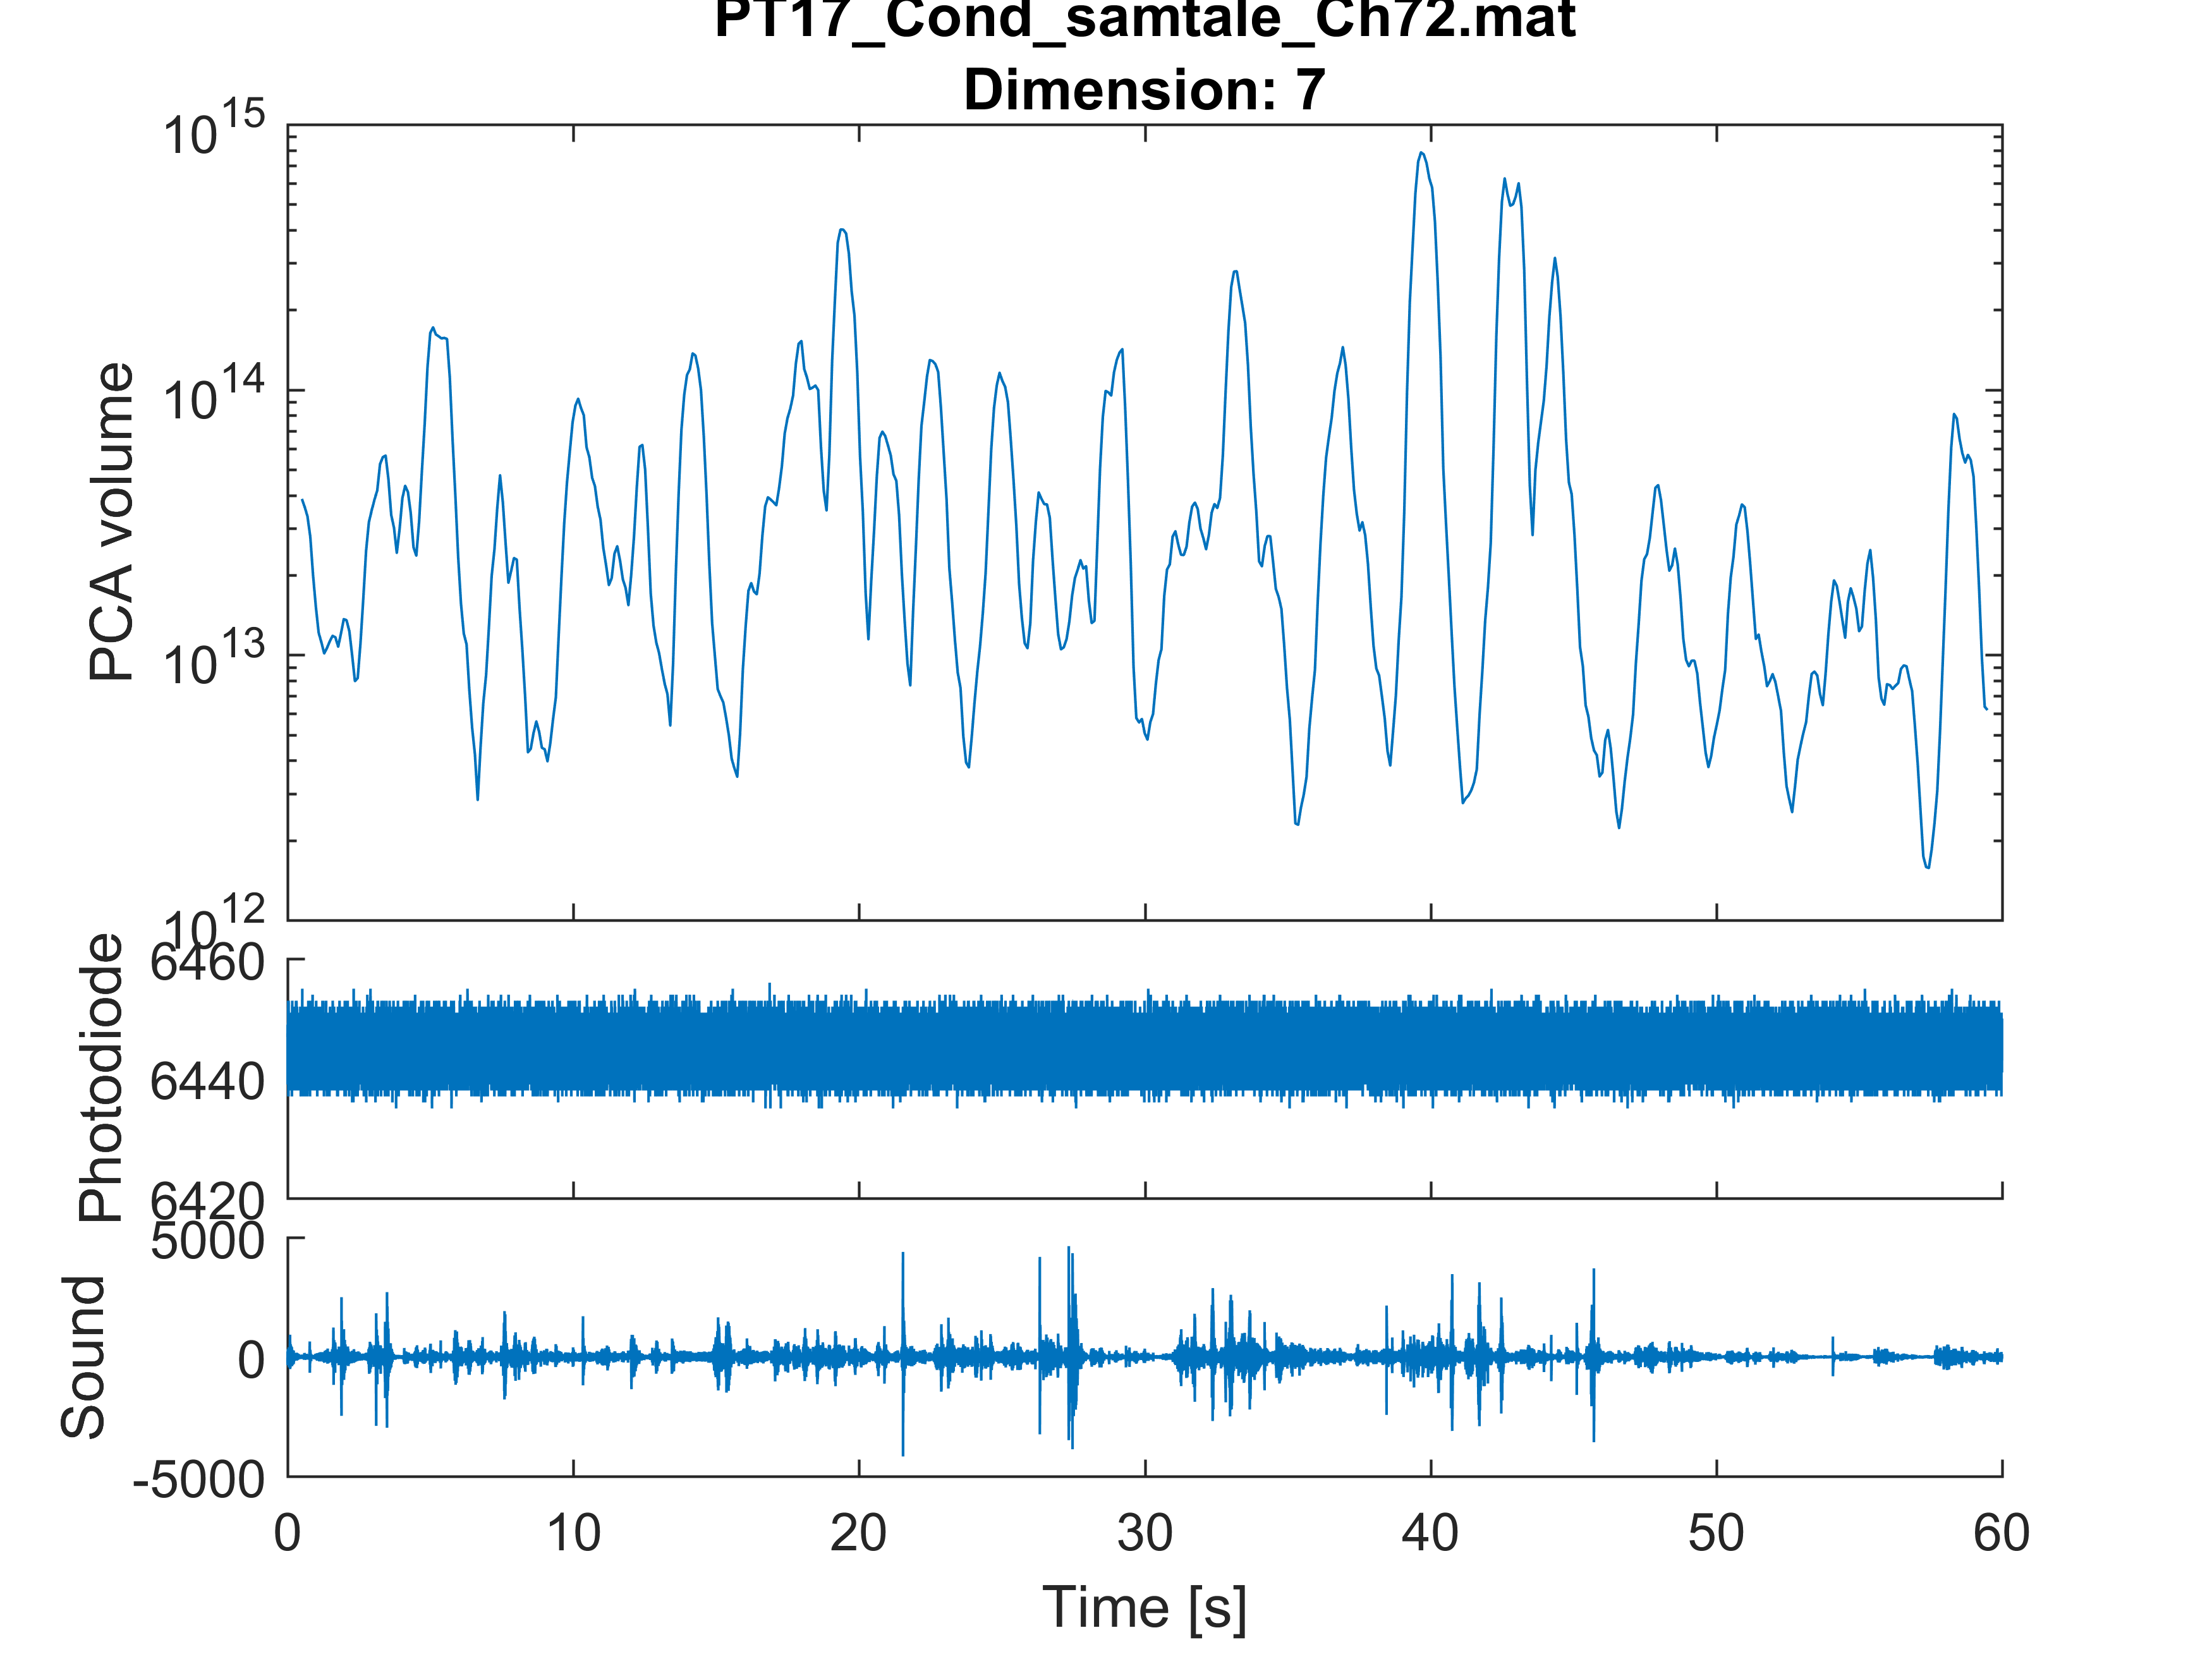 PT17_Cond_samtale_Ch72.mat
Dimension: 7
10^15
10^14
10^13
10^12
PCA volume
6460
6440
6420
Photodiode
5000
0
-5000
Sound
0 10 20 30 40 50 60
Time [s]